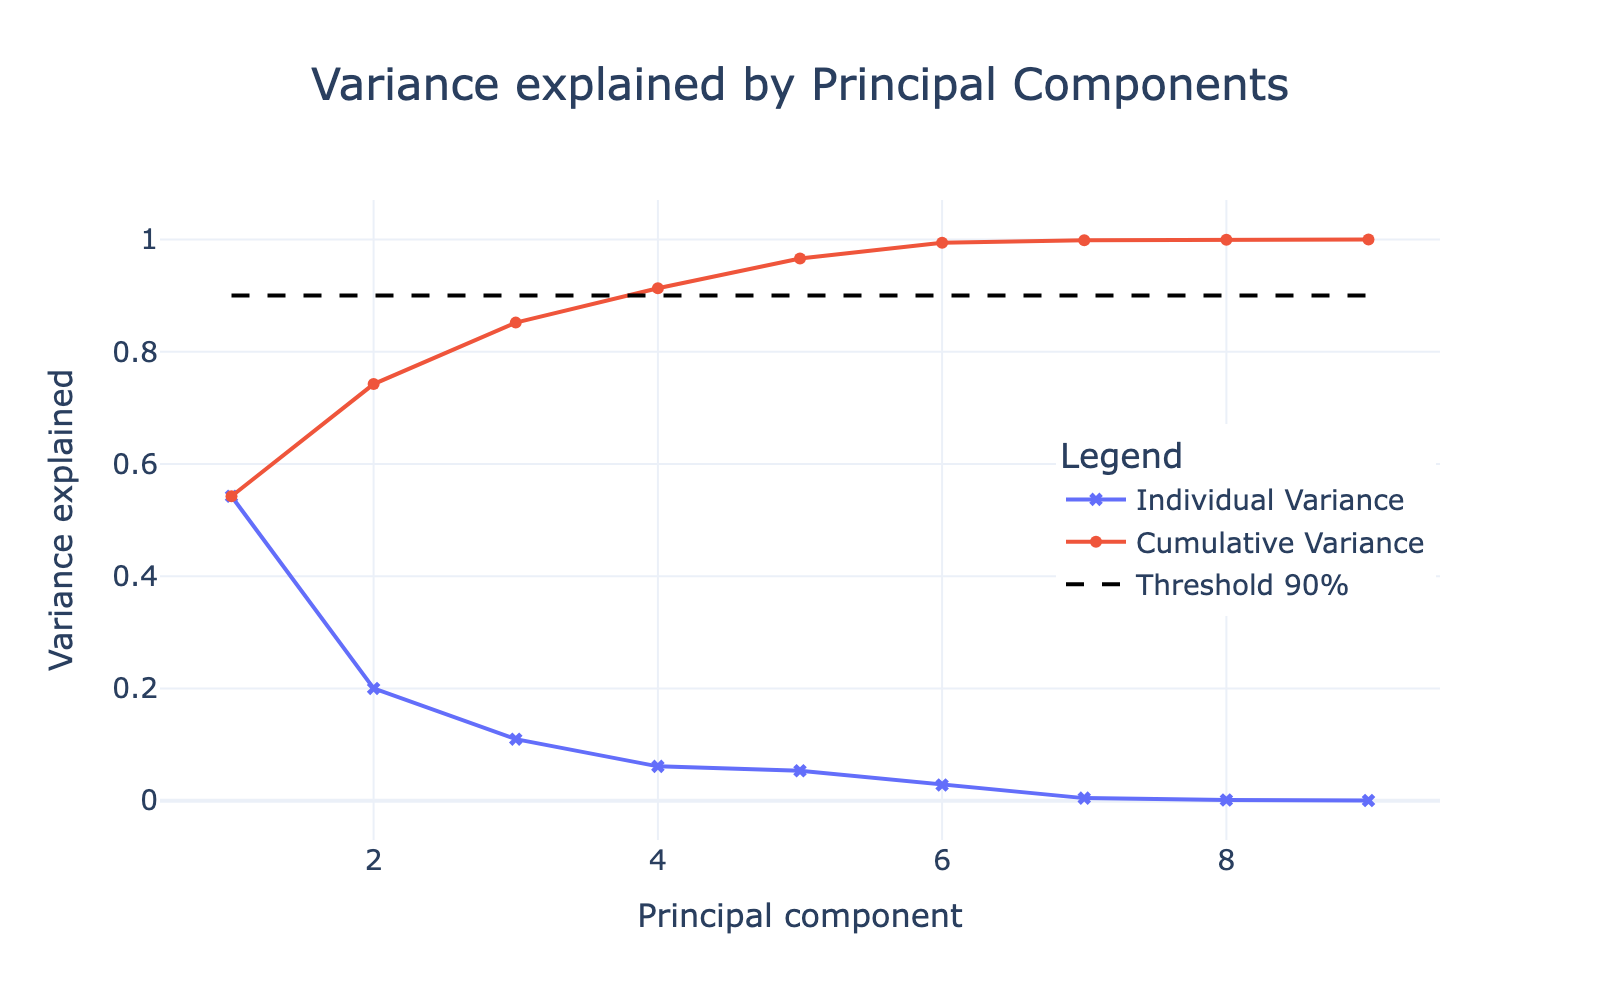 Variance explained by Principal Components
Variance explained
1
0.8
0.6
0.4
0.2
0
Legend
Individual Variance
Cumulative Variance
Threshold 90%
2 4 6 8
Principal component